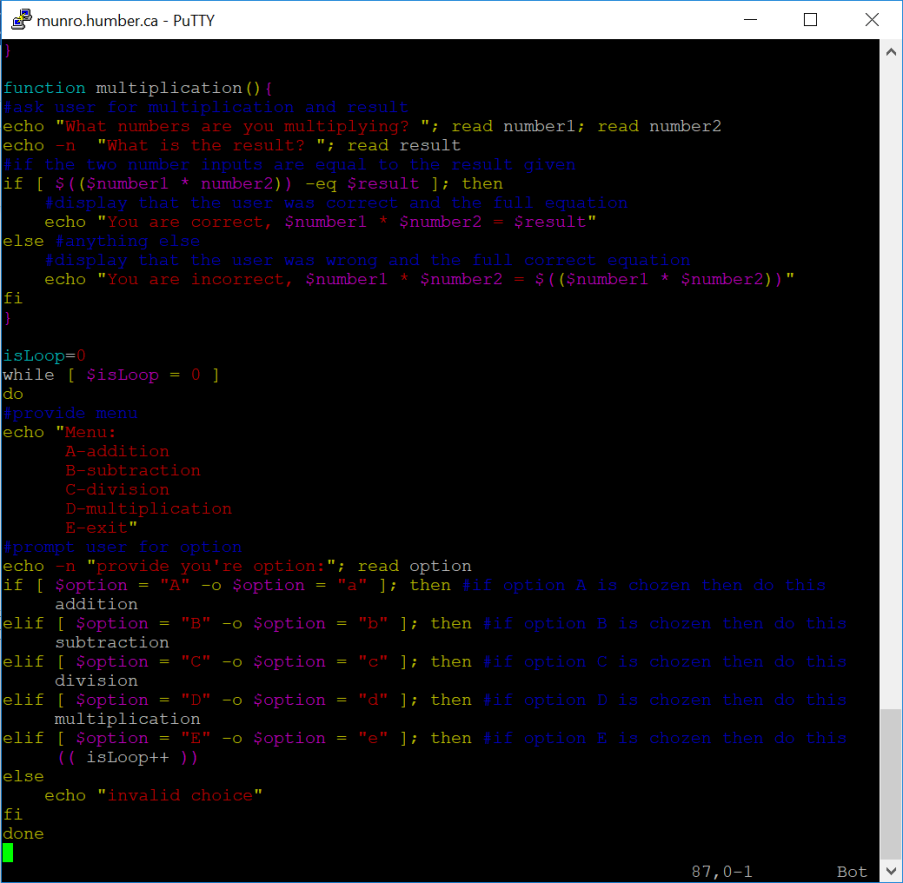 munro.humber.ca - PuTTY
}
function multiplication(){
#ask user for multiplication and result
echo "What numbers are you multiplying? "; read number1; read number2
echo -n  "What is the result? "; read result
#if the two number inputs are equal to the result given
if [ $(($number1 * number2)) -eq $result ]; then
    #display that the user was correct and the full equation
    echo "You are correct, $number1 * $number2 = $result"
else #anything else
    #display that the user was wrong and the full correct equation
    echo "You are incorrect, $number1 * $number2 = $(($number1 * $number2))"
fi
}
isLoop=0
while [ $isLoop = 0 ]
do
#provide menu
echo "Menu:
      A-addition
      B-subtraction
      C-division
      D-multiplication
      E-exit"
#prompt user for option
echo -n "provide you're option:"; read option
if [ $option = "A" -o $option = "a" ]; then #if option A is chozen then do this
     addition
elif [ $option = "B" -o $option = "b" ]; then #if option B is chozen then do this
     subtraction
elif [ $option = "C" -o $option = "c" ]; then #if option C is chozen then do this
     division
elif [ $option = "D" -o $option = "d" ]; then #if option D is chozen then do this
     multiplication
elif [ $option = "E" -o $option = "e" ]; then #if option E is chozen then do this
     (( isLoop++ ))
else
    echo "invalid choice"
fi
done
87,0-1        Bot